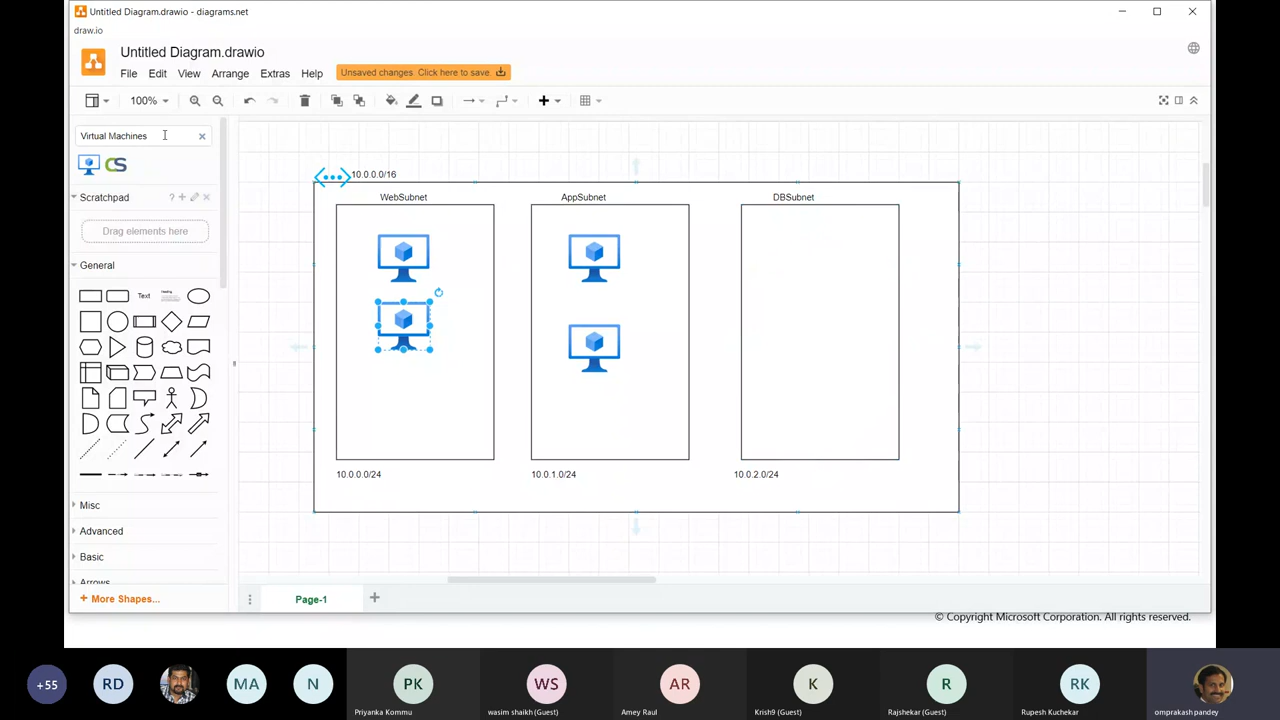 Untitled Diagram.drawio - diagrams.net
draw.io
Untitled Diagram.drawio
File Edit View Arrange Extras Help
Unsaved changes. Click here to save.
100%
Virtual Machines
CS
Scratchpad
Drag elements here
General
Text
Heading
Misc
Advanced
Basic
Arrows
+ More Shapes...
10.0.0.0/16
WebSubnet
AppSubnet
DBSubnet
10.0.0.0/24
10.0.1.0/24
10.0.2.0/24
Page-1
© Copyright Microsoft Corporation. All rights reserved.
+55
RD
MA
N
PK
WS
AR
K
R
RK
Priyanka Kommu
wasim shaikh (Guest)
Amey Raul
Krish9 (Guest)
Rajshekar (Guest)
Rupesh Kuchekar
omprakash pandey